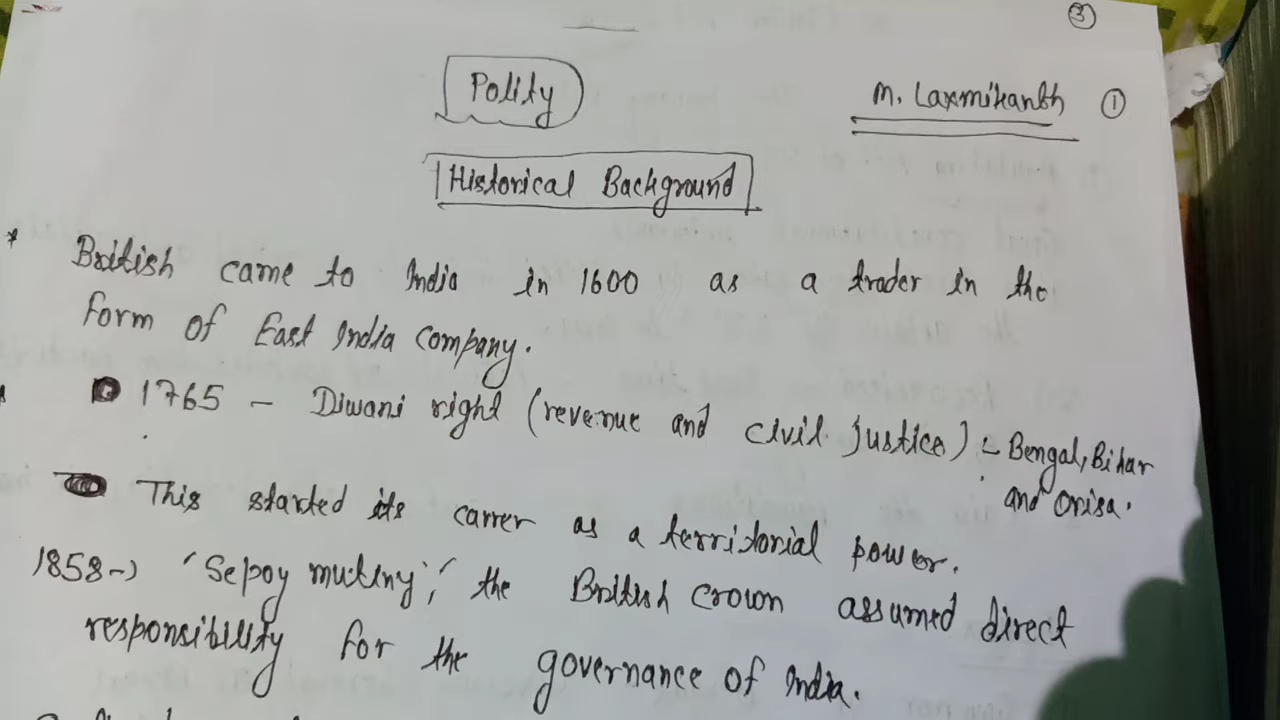 ③
Polity
M. Laxmikanth ①
Historical Background
* British came to India in 1600 as a trader in the
form of East India Company.
1765 - Diwani right (revenue and civil justice) :- Bengal, Bihar
and Orisa.
This started its carrer as a territorial power.
1858 -> 'Sepoy mutiny', the British crown assumed direct
responsibility for the governance of India.